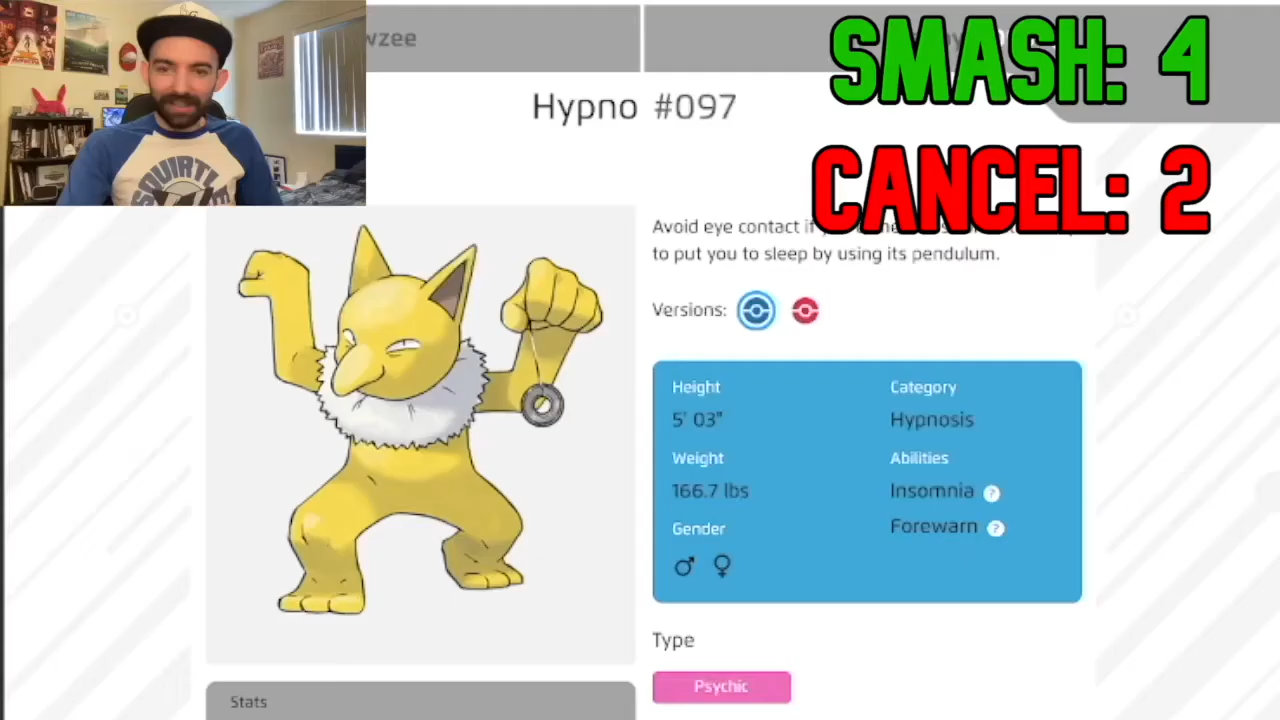 SMASH: 4
CANCEL: 2
Hypno #097
SQUIRTLE
Avoid eye contact if
to put you to sleep by using its pendulum.
Versions:
Height
5' 03"
Category
Hypnosis
Weight
166.7 lbs
Abilities
Insomnia ?
Forewarn ?
Gender
Type
Psychic
Stats